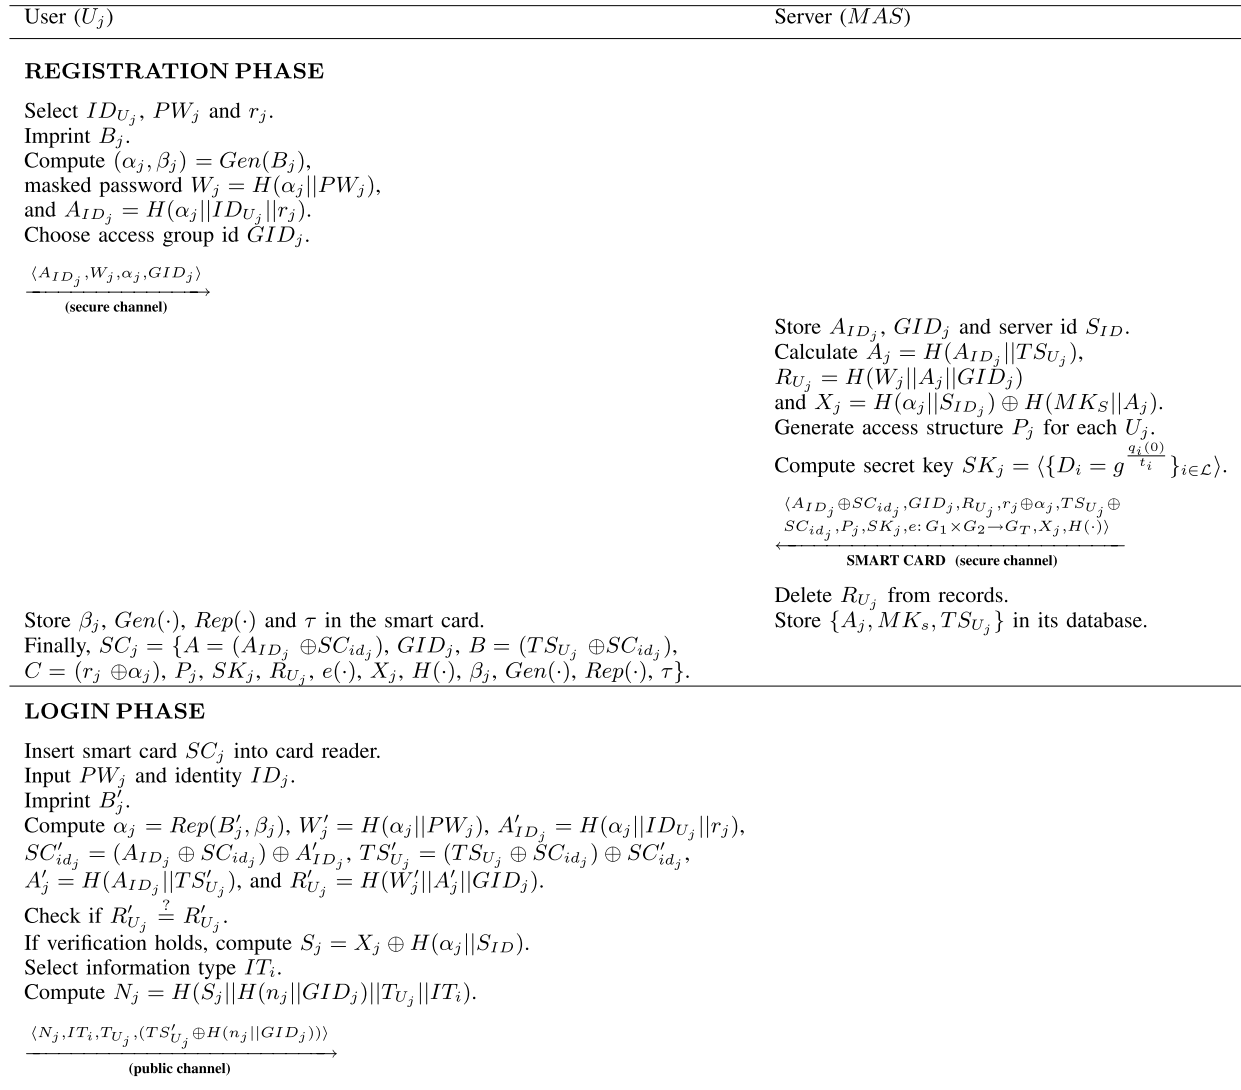 User (U_j) Server (MAS)
REGISTRATION PHASE
Select ID_{U_j}, PW_j and r_j.
Imprint B_j.
Compute (α_j, β_j) = Gen(B_j),
masked password W_j = H(α_j||PW_j),
and A_{ID_j} = H(α_j||ID_{U_j}||r_j).
Choose access group id GID_j.
⟨A_{ID_j}, W_j, α_j, GID_j⟩
(secure channel)
Store A_{ID_j}, GID_j and server id S_{ID}.
Calculate A_j = H(A_{ID_j}||TS_{U_j}),
R_{U_j} = H(W_j||A_j||GID_j)
and X_j = H(α_j||S_{ID_j}) ⊕ H(MK_S||A_j).
Generate access structure P_j for each U_j.
Compute secret key SK_j = ⟨{D_i = g^{\frac{q_i(0)}{t_i}}}_{i∈ℒ}⟩.
⟨A_{ID_j} ⊕ SC_{id_j}, GID_j, R_{U_j}, r_j ⊕ α_j, TS_{U_j} ⊕
SC_{id_j}, P_j, SK_j, e: G_1 × G_2 → G_T, X_j, H(·)⟩
SMART CARD (secure channel)
Delete R_{U_j} from records.
Store {A_j, MK_s, TS_{U_j}} in its database.
Store β_j, Gen(·), Rep(·) and τ in the smart card.
Finally, SC_j = {A = (A_{ID_j} ⊕SC_{id_j}), GID_j, B = (TS_{U_j} ⊕SC_{id_j}),
C = (r_j ⊕α_j), P_j, SK_j, R_{U_j}, e(·), X_j, H(·), β_j, Gen(·), Rep(·), τ}.
LOGIN PHASE
Insert smart card SC_j into card reader.
Input PW_j and identity ID_j.
Imprint B'_j.
Compute α_j = Rep(B'_j, β_j), W'_j = H(α_j||PW_j), A'_{ID_j} = H(α_j||ID_{U_j}||r_j),
SC'_{id_j} = (A_{ID_j} ⊕ SC_{id_j}) ⊕ A'_{ID_j}, TS'_{U_j} = (TS_{U_j} ⊕ SC_{id_j}) ⊕ SC'_{id_j},
A'_j = H(A_{ID_j}||TS'_{U_j}), and R'_{U_j} = H(W'_j||A'_j||GID_j).
Check if R'_{U_j} ≟ R'_{U_j}.
If verification holds, compute S_j = X_j ⊕ H(α_j||S_{ID}).
Select information type IT_i.
Compute N_j = H(S_j||H(n_j||GID_j)||T_{U_j}||IT_i).
⟨N_j, IT_i, T_{U_j}, (TS'_{U_j} ⊕ H(n_j||GID_j))⟩
(public channel)